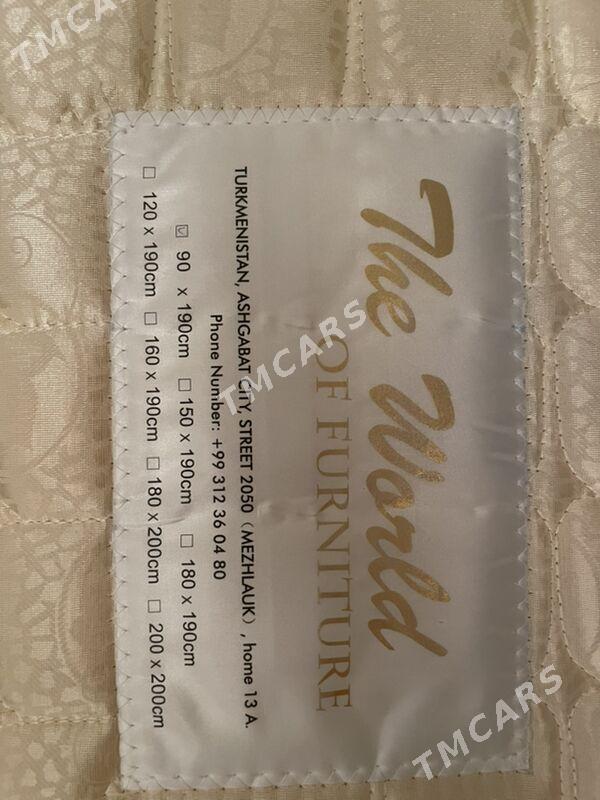 The World
OF FURNITURE
TURKMENISTAN, ASHGABAT CITY, STREET 2050 (MEZHLAUK), home 13 A.
Phone Number: +99 312 36 04 80
☑ 90 x 190cm ☐ 150 x 190cm ☐ 180 x 190cm
☐ 120 x 190cm ☐ 160 x 190cm ☐ 180 x 200cm ☐ 200 x 200cm
TMCARS
TMCARS
TMCARS